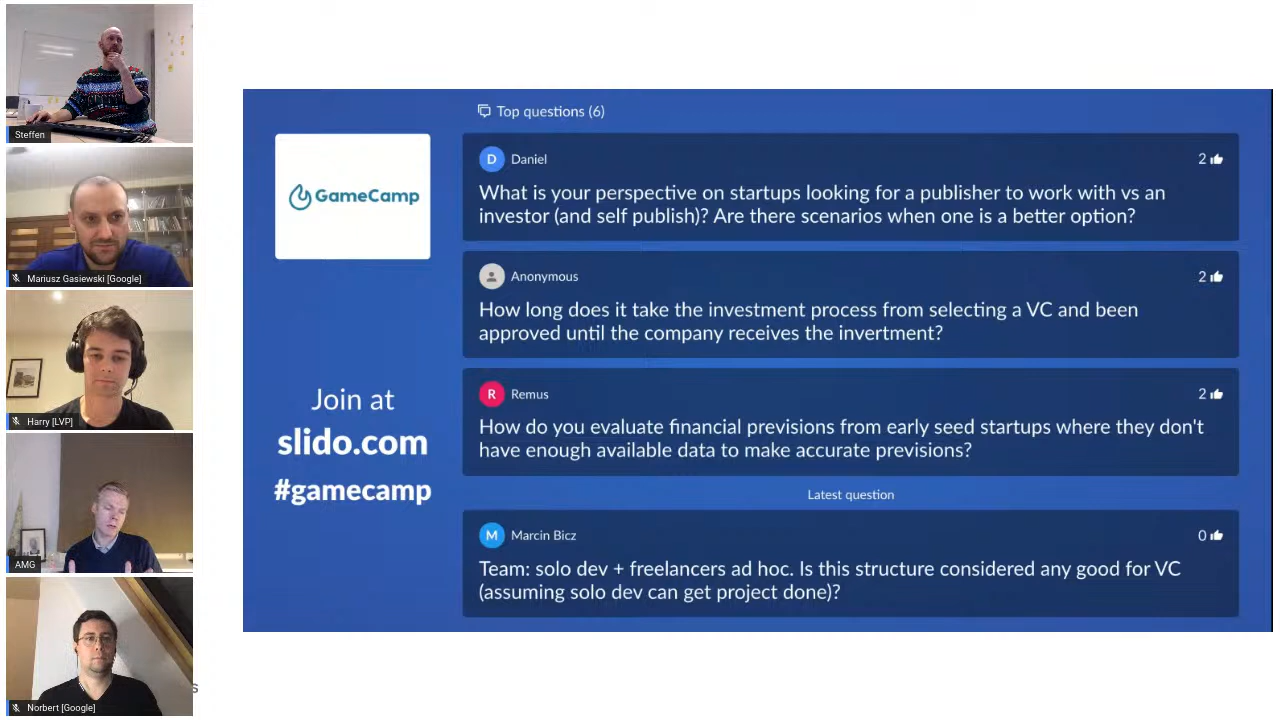 Steffen
Mariusz Gasiewski [Google]
Harry [LVP]
AMG
Norbert [Google]
s
GameCamp
Join at
slido.com
#gamecamp
Top questions (6)
D Daniel 2
What is your perspective on startups looking for a publisher to work with vs an
investor (and self publish)? Are there scenarios when one is a better option?
Anonymous 2
How long does it take the investment process from selecting a VC and been
approved until the company receives the invertment?
R Remus 2
How do you evaluate financial previsions from early seed startups where they don't
have enough available data to make accurate previsions?
Latest question
M Marcin Bicz 0
Team: solo dev + freelancers ad hoc. Is this structure considered any good for VC
(assuming solo dev can get project done)?